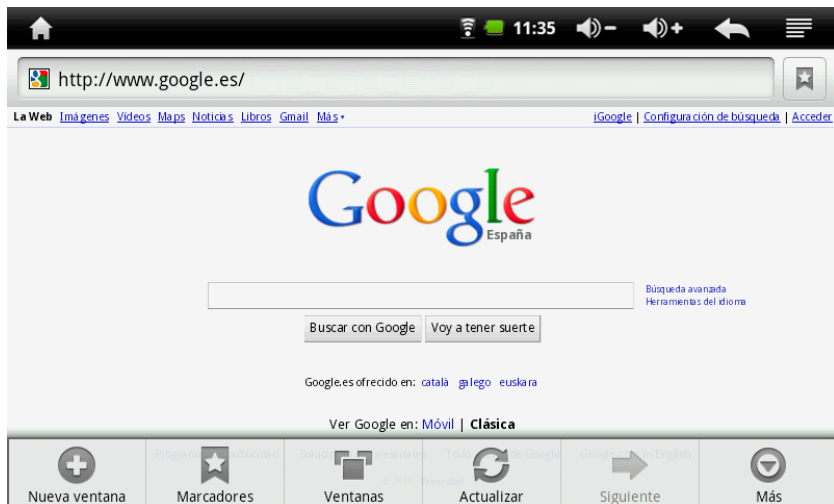 11:35
http://www.google.es/
La Web Imágenes Vídeos Maps Noticias Libros Gmail Más iGoogle | Configuración de búsqueda | Acceder
Google
España
Búsqueda avanzada
Herramientas del idioma
Buscar con Google Voy a tener suerte
Google.es ofrecido en: català galego euskara
Ver Google en: Móvil | Clásica
Nueva ventana Marcadores Ventanas Actualizar Siguiente Más